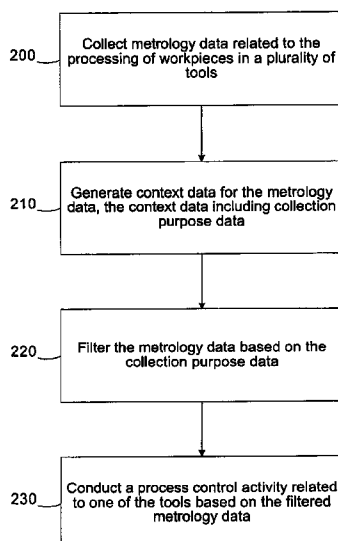 200
Collect metrology data related to the
processing of workpieces in a plurality of
tools
210
Generate context data for the metrology
data, the context data including collection
purpose data
220
Filter the metrology data based on the
collection purpose data
230
Conduct a process control activity related
to one of the tools based on the filtered
metrology data